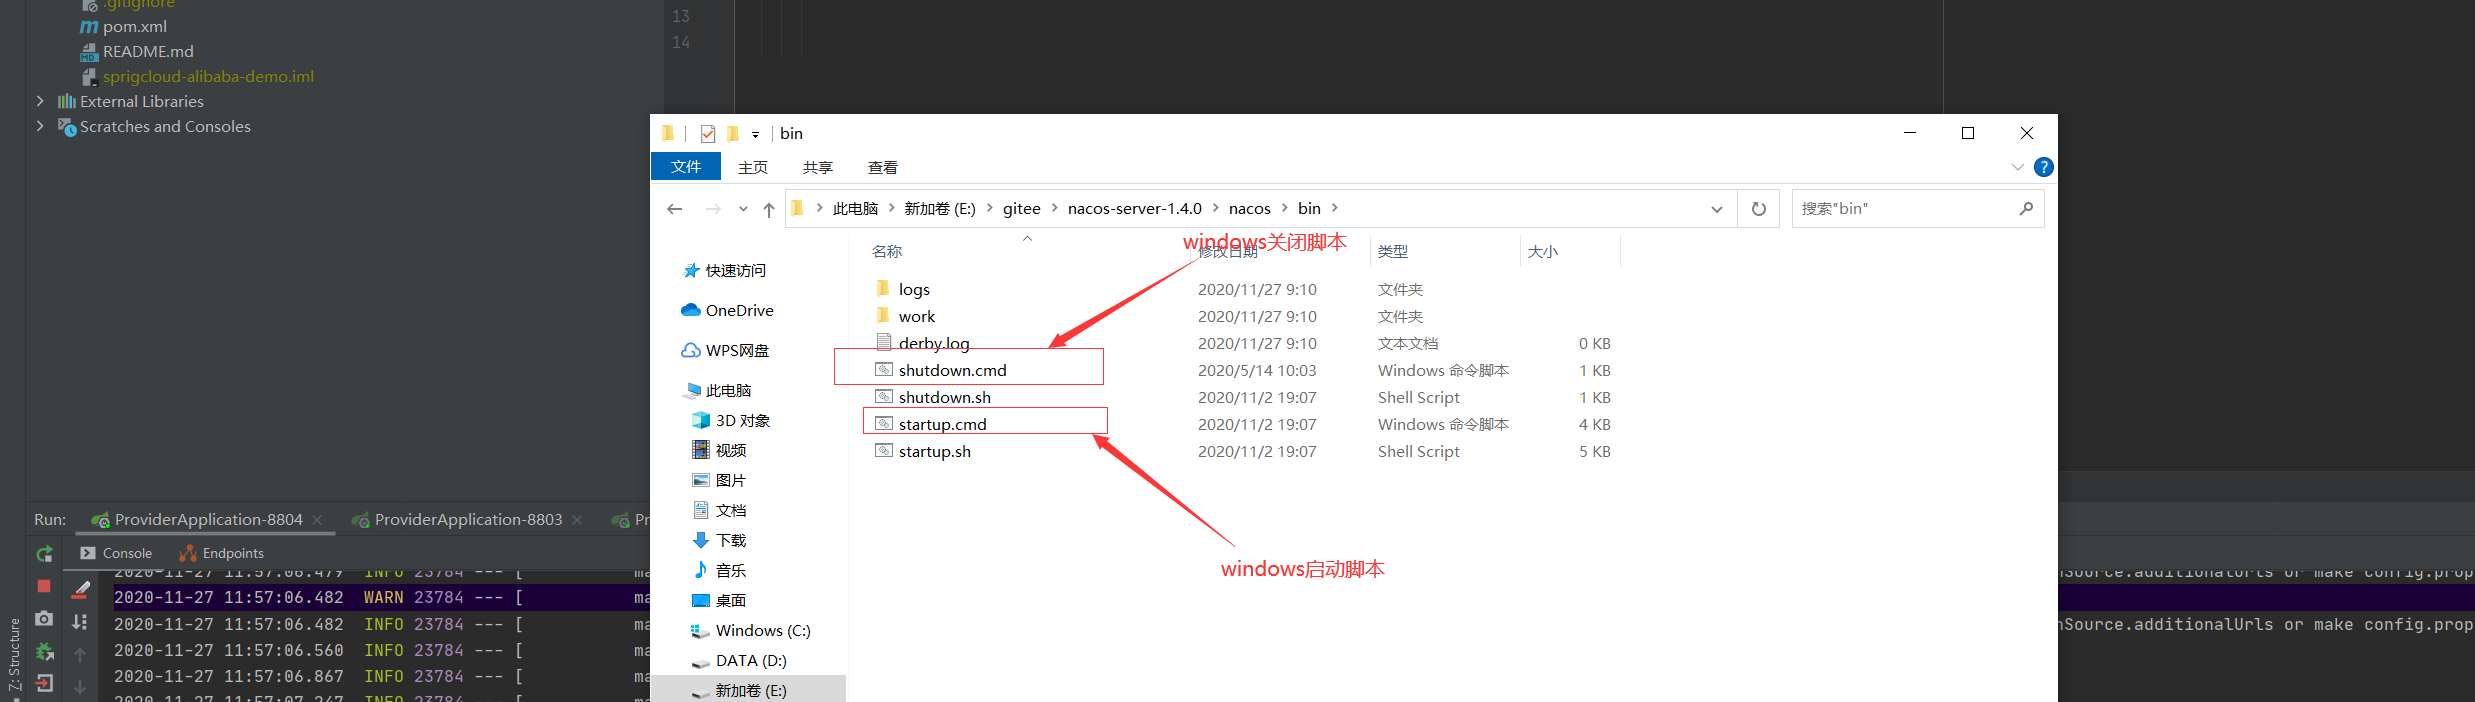 .gitignore
pom.xml
README.md
sprigcloud-alibaba-demo.iml
External Libraries
Scratches and Consoles
13
14
bin
文件 主页 共享 查看
此电脑 新加卷 (E:) gitee nacos-server-1.4.0 nacos bin
搜索"bin"
windows关闭脚本
名称 修改日期 类型 大小
快速访问
OneDrive
WPS网盘
此电脑
3D 对象
视频
图片
文档
下载
音乐
桌面
Windows (C:)
DATA (D:)
新加卷 (E:)
logs 2020/11/27 9:10 文件夹
work 2020/11/27 9:10 文件夹
derby.log 2020/11/27 9:10 文本文档 0 KB
shutdown.cmd 2020/5/14 10:03 Windows 命令脚本 1 KB
shutdown.sh 2020/11/2 19:07 Shell Script 1 KB
startup.cmd 2020/11/2 19:07 Windows 命令脚本 4 KB
startup.sh 2020/11/2 19:07 Shell Script 5 KB
windows启动脚本
Run: ProviderApplication-8804 ProviderApplication-8803 Pr
Console Endpoints
2020-11-27 11:57:06.479 INFO 23784 --- [ ma nSource.additionalUrls or make config.prop
2020-11-27 11:57:06.482 WARN 23784 --- [ ma
2020-11-27 11:57:06.482 INFO 23784 --- [ ma nSource.additionalUrls or make config.prop
2020-11-27 11:57:06.560 INFO 23784 --- [ ma
2020-11-27 11:57:06.867 INFO 23784 --- [ ma
2020-11-27 11:57:07.247 INFO 23784 --- [ ma
Z: Structure